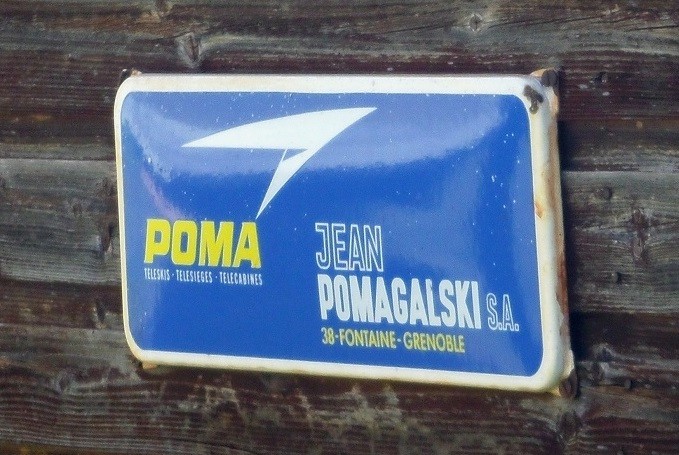 POMA
TELESKIS - TELESIEGES - TELECABINES
JEAN
POMAGALSKI S.A.
38-FONTAINE-GRENOBLE